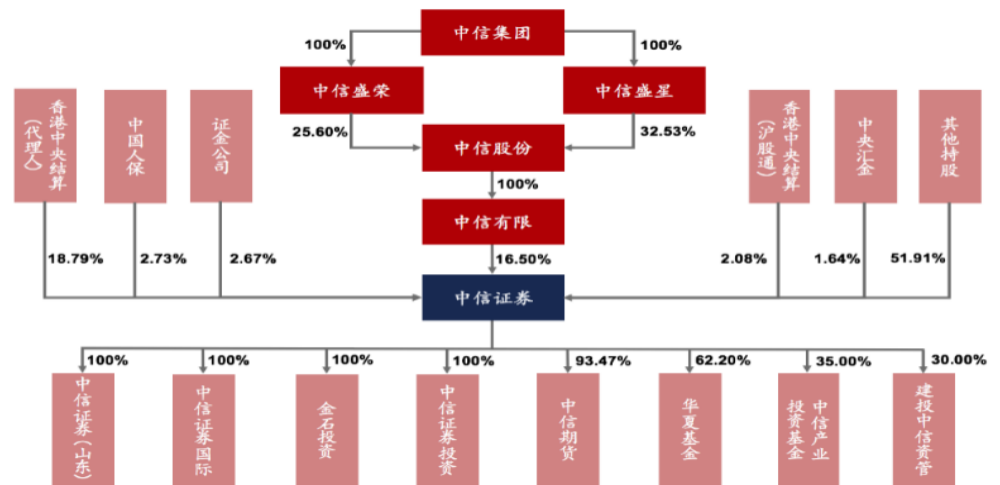 中信集团
100%
100%
中信盛荣
中信盛星
25.60%
32.53%
中信股份
100%
中信有限
16.50%
香港中央结算
（代理人）
中国人保
证金公司
香港中央结算
（沪股通）
中央汇金
其他持股
18.79%
2.73%
2.67%
2.08%
1.64%
51.91%
中信证券
100%
100%
100%
100%
93.47%
62.20%
35.00%
30.00%
中信证券（山东）
中信证券国际
金石投资
中信证券投资
中信期货
华夏基金
中信产业
投资基金
建投中信资管